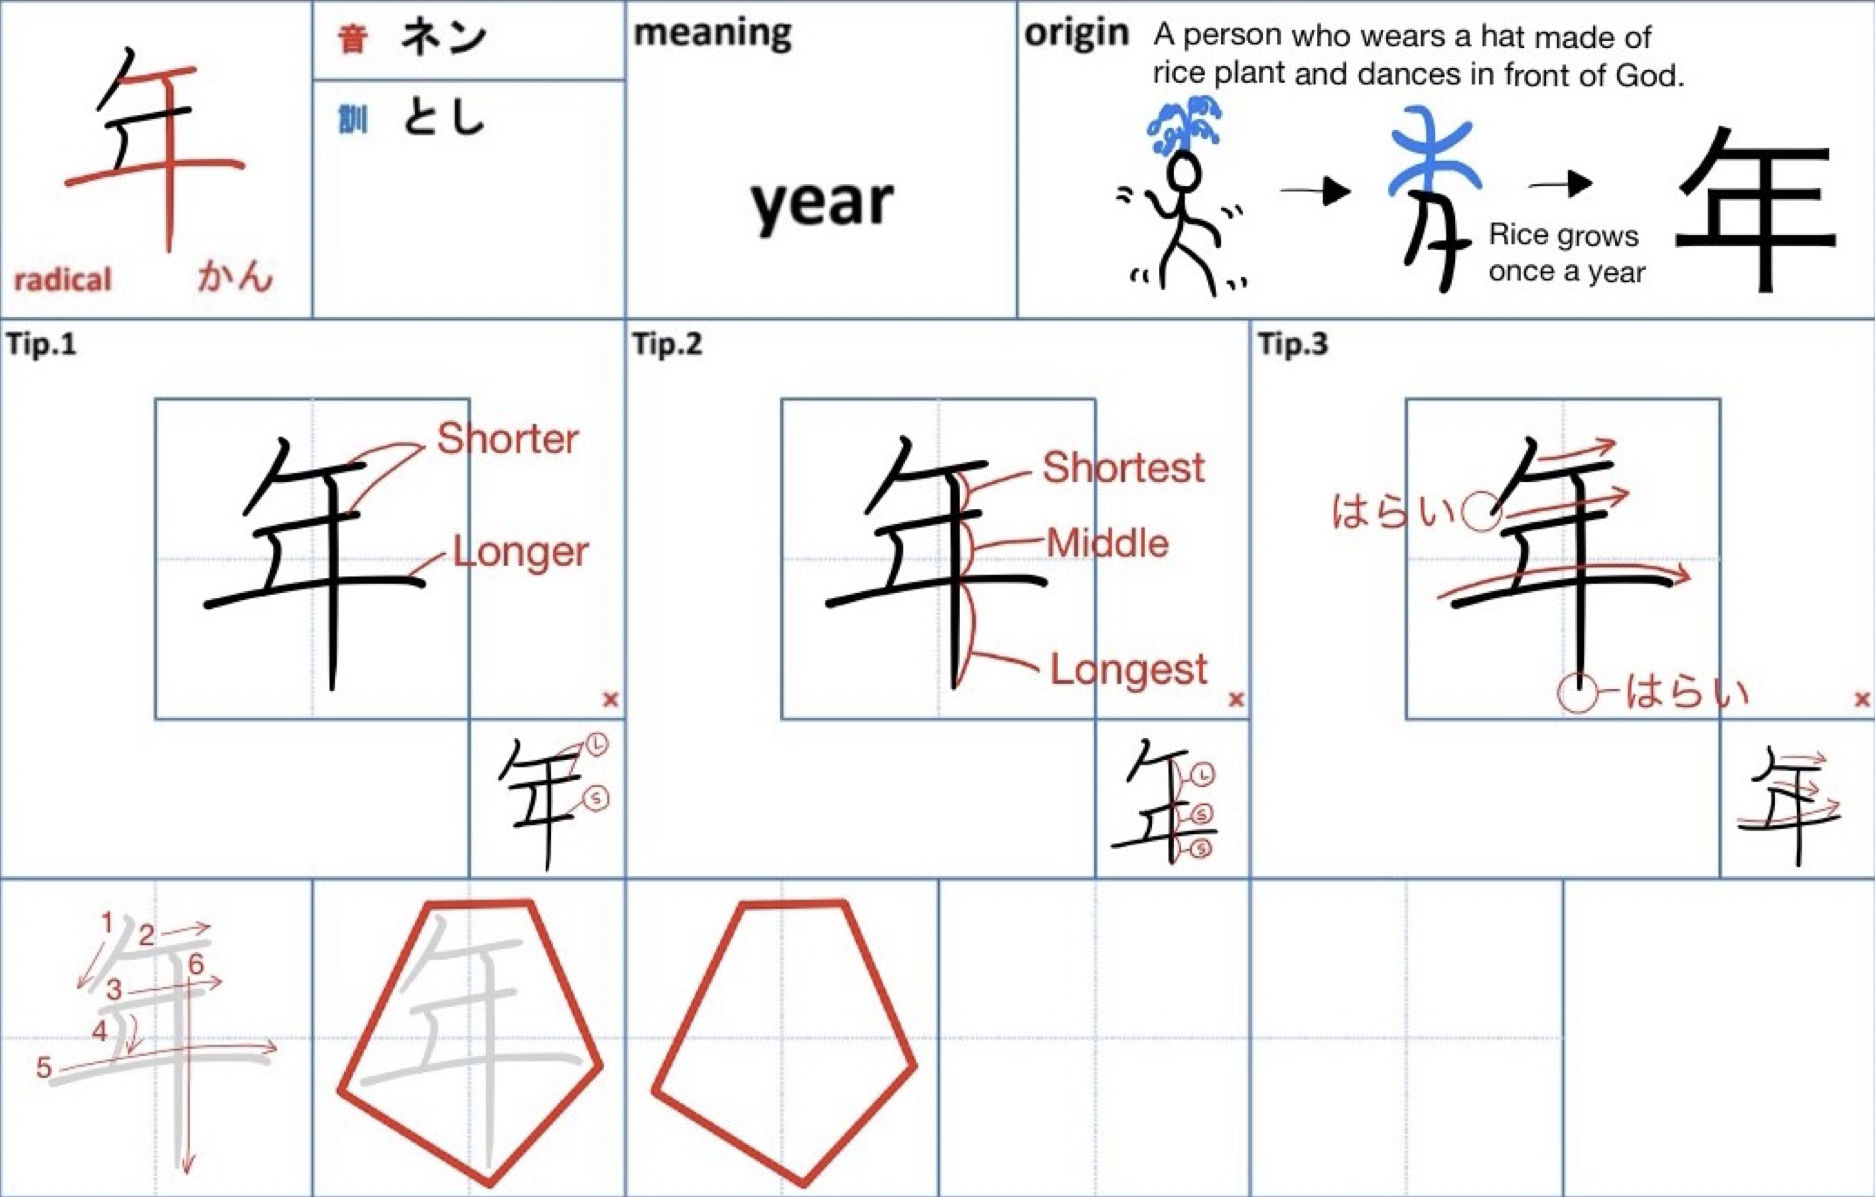 年
radical かん
音 ネン
訓 とし
meaning
year
origin
A person who wears a hat made of
rice plant and dances in front of God.
Rice grows
once a year
年
Tip.1
年
Shorter
Longer
x
年
L
S
Tip.2
年
Shortest
Middle
Longest
x
年
L
S
S
Tip.3
年
はらい
はらい
x
年
年
1
2
6
3
4
5
年